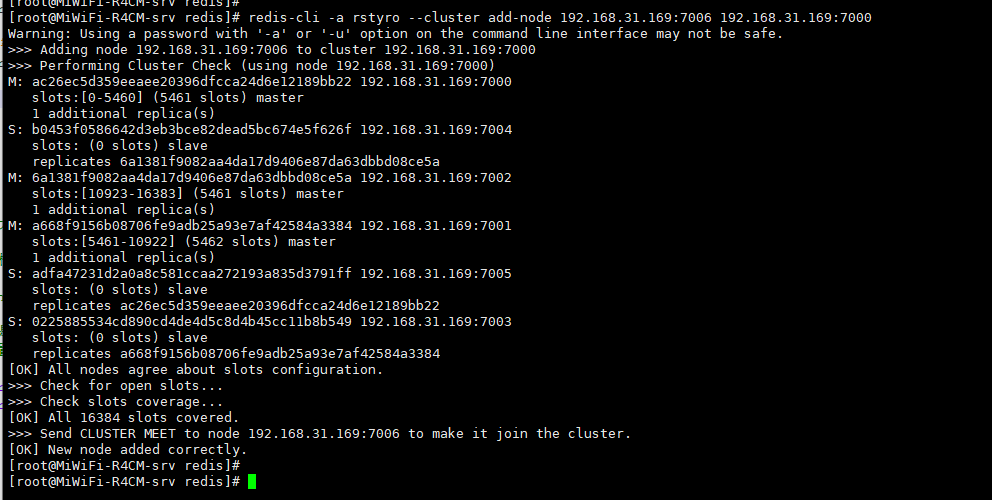 [root@MiWiFi-R4CM-srv redis]#
[root@MiWiFi-R4CM-srv redis]# redis-cli -a rstyro --cluster add-node 192.168.31.169:7006 192.168.31.169:7000
Warning: Using a password with '-a' or '-u' option on the command line interface may not be safe.
>>> Adding node 192.168.31.169:7006 to cluster 192.168.31.169:7000
>>> Performing Cluster Check (using node 192.168.31.169:7000)
M: ac26ec5d359eeaee20396dfcca24d6e12189bb22 192.168.31.169:7000
   slots:[0-5460] (5461 slots) master
   1 additional replica(s)
S: b0453f0586642d3eb3bce82dead5bc674e5f626f 192.168.31.169:7004
   slots: (0 slots) slave
   replicates 6a1381f9082aa4da17d9406e87da63dbbd08ce5a
M: 6a1381f9082aa4da17d9406e87da63dbbd08ce5a 192.168.31.169:7002
   slots:[10923-16383] (5461 slots) master
   1 additional replica(s)
M: a668f9156b08706fe9adb25a93e7af42584a3384 192.168.31.169:7001
   slots:[5461-10922] (5462 slots) master
   1 additional replica(s)
S: adfa47231d2a0a8c581ccaa272193a835d3791ff 192.168.31.169:7005
   slots: (0 slots) slave
   replicates ac26ec5d359eeaee20396dfcca24d6e12189bb22
S: 0225885534cd890cd4de4d5c8d4b45cc11b8b549 192.168.31.169:7003
   slots: (0 slots) slave
   replicates a668f9156b08706fe9adb25a93e7af42584a3384
[OK] All nodes agree about slots configuration.
>>> Check for open slots...
>>> Check slots coverage...
[OK] All 16384 slots covered.
>>> Send CLUSTER MEET to node 192.168.31.169:7006 to make it join the cluster.
[OK] New node added correctly.
[root@MiWiFi-R4CM-srv redis]#
[root@MiWiFi-R4CM-srv redis]#